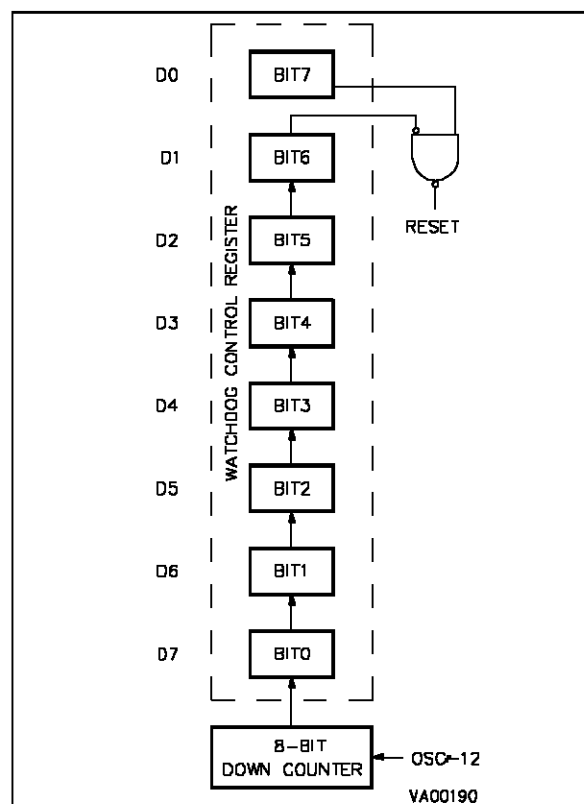 D0 BIT7
D1 BIT6
RESET
D2 BIT5
D3 BIT4
D4 BIT3
D5 BIT2
D6 BIT1
D7 BIT0
WATCHDOG CONTROL REGISTER
8-BIT
DOWN COUNTER
OSC÷12
VA00190